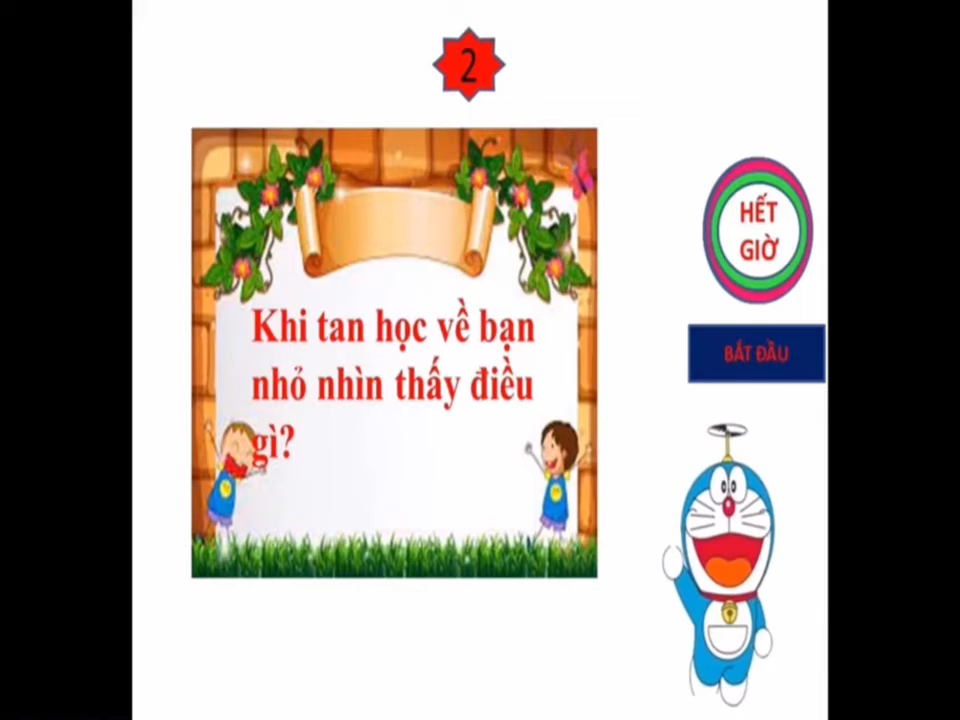 2
HẾT
GIỜ
BẮT ĐẦU
Khi tan học về bạn
nhỏ nhìn thấy điều
gì?